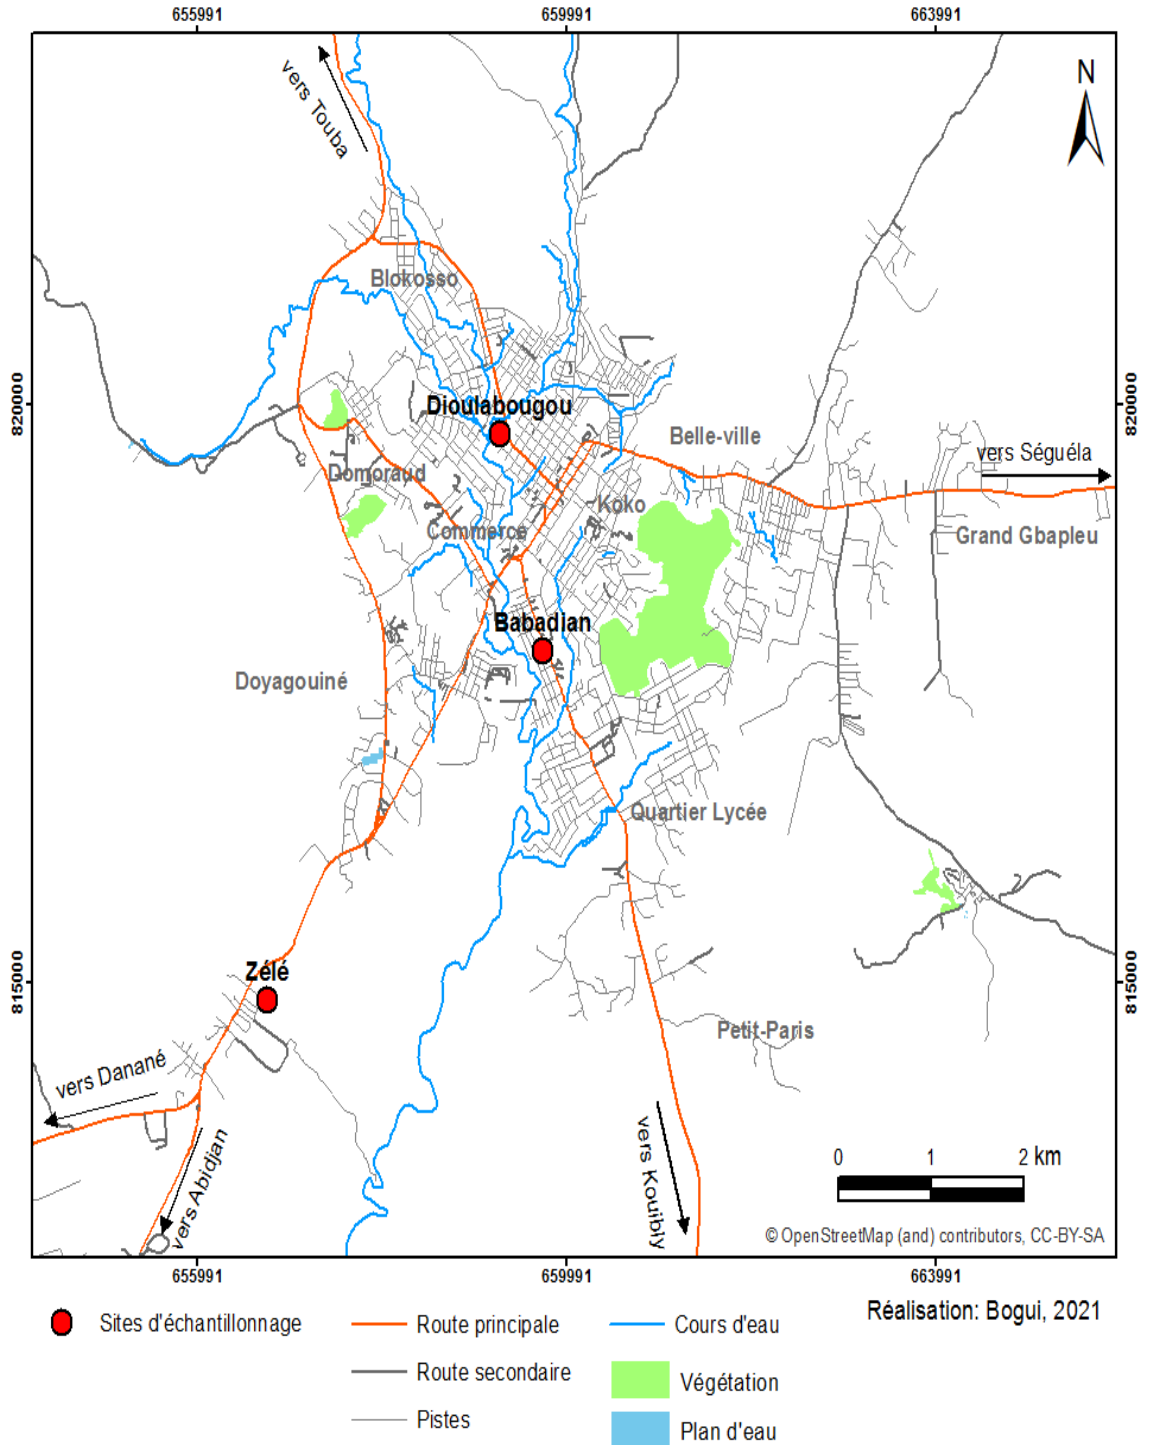 655991
659991
663991
N
vers Touba
Blokosso
820000
820000
Dioulabougou
Belle-ville
vers Séguéla
Domoraud
Koko
Commerce
Grand Gbapleu
Babadian
Doyagouiné
Quartier Lycée
815000
815000
Zélé
Petit-Paris
vers Danané
vers Abidjan
vers Kouibly
0 1 2 km
© OpenStreetMap (and) contributors, CC-BY-SA
655991
659991
663991
Réalisation: Bogui, 2021
Sites d'échantillonnage
Route principale
Cours d'eau
Route secondaire
Végétation
Pistes
Plan d'eau